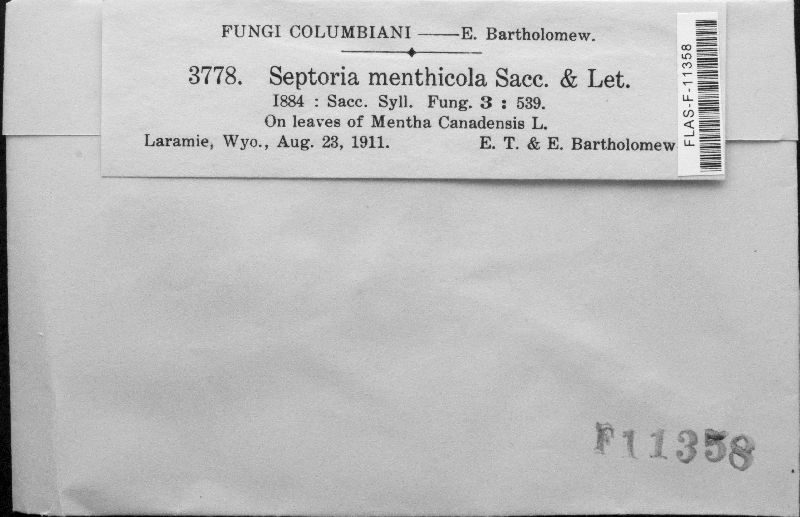 FUNGI COLUMBIANI —— E. Bartholomew.
3778. Septoria menthicola Sacc. & Let.
1884 : Sacc. Syll. Fung. 3 : 539.
On leaves of Mentha Canadensis L.
Laramie, Wyo., Aug. 23, 1911. E. T. & E. Bartholomew
FLAS-F-11358
F11358